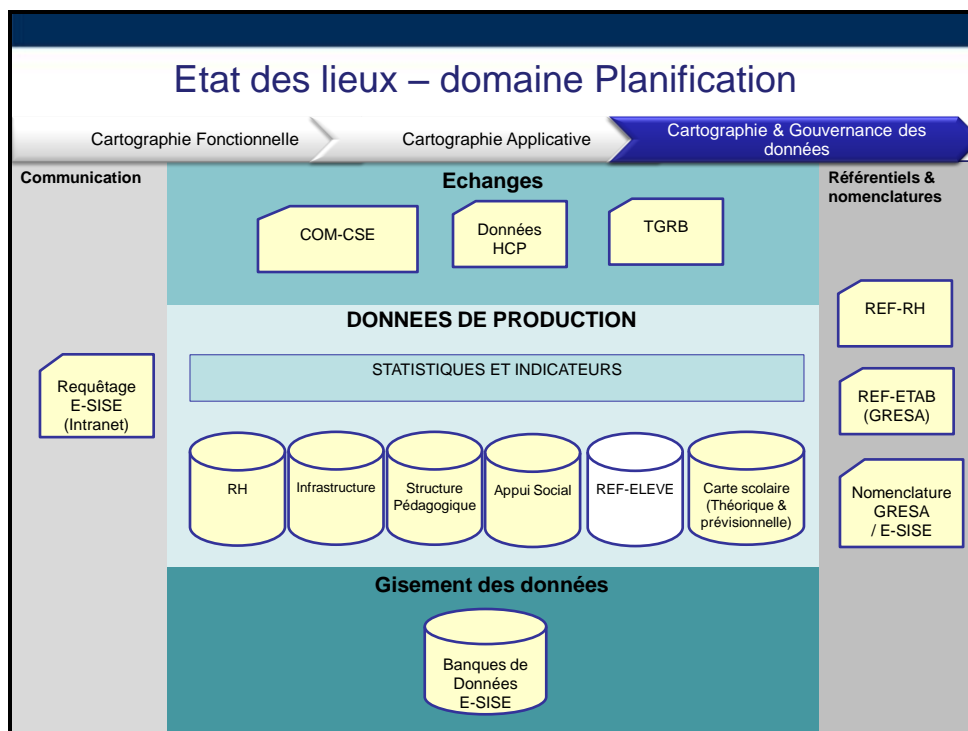 Etat des lieux – domaine Planification
Cartographie Fonctionnelle
Cartographie Applicative
Cartographie & Gouvernance des
données
Communication
Requêtage
E-SISE
(Intranet)
Echanges
COM-CSE
Données
HCP
TGRB
DONNEES DE PRODUCTION
STATISTIQUES ET INDICATEURS
RH
Infrastructure
Structure
Pédagogique
Appui Social
REF-ELEVE
Carte scolaire
(Théorique &
prévisionnelle)
Gisement des données
Banques de
Données
E-SISE
Référentiels &
nomenclatures
REF-RH
REF-ETAB
(GRESA)
Nomenclature
GRESA
/ E-SISE